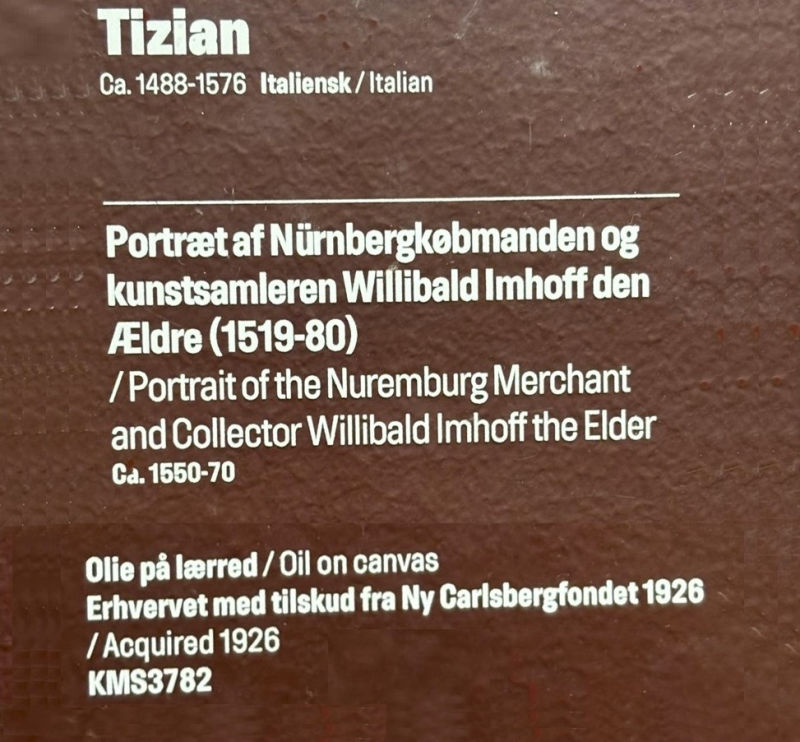 Tizian
Ca. 1488-1576 Italiensk / Italian
Portræt af Nürnbergkøbmanden og
kunstsamleren Willibald Imhoff den
Ældre (1519-80)
/ Portrait of the Nuremburg Merchant
and Collector Willibald Imhoff the Elder
Ca. 1550-70
Olie på lærred / Oil on canvas
Erhvervet med tilskud fra Ny Carlsbergfondet 1926
/ Acquired 1926
KMS3782